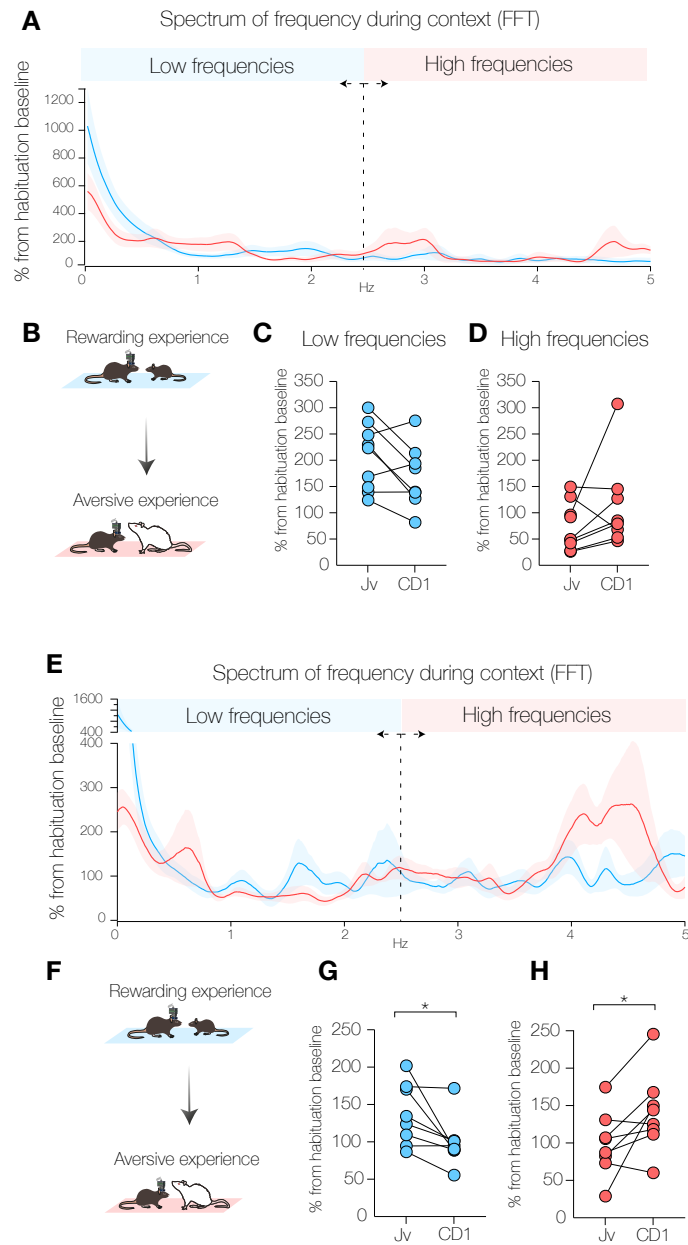 A
Spectrum of frequency during context (FFT)
Low frequencies
High frequencies
% from habituation baseline
1200
1000
800
600
400
200
0
0
1
2
3
4
5
Hz
B
Rewarding experience
Aversive experience
C
Low frequencies
% from habituation baseline
350
300
250
200
150
100
50
0
Jv
CD1
D
High frequencies
% from habituation baseline
350
300
250
200
150
100
50
0
Jv
CD1
E
Spectrum of frequency during context (FFT)
Low frequencies
High frequencies
% from habituation baseline
1600
400
400
300
200
100
0
0
1
2
3
4
5
Hz
F
Rewarding experience
Aversive experience
G
*
% from habituation baseline
250
200
150
100
50
0
Jv
CD1
H
*
% from habituation baseline
250
200
150
100
50
0
Jv
CD1